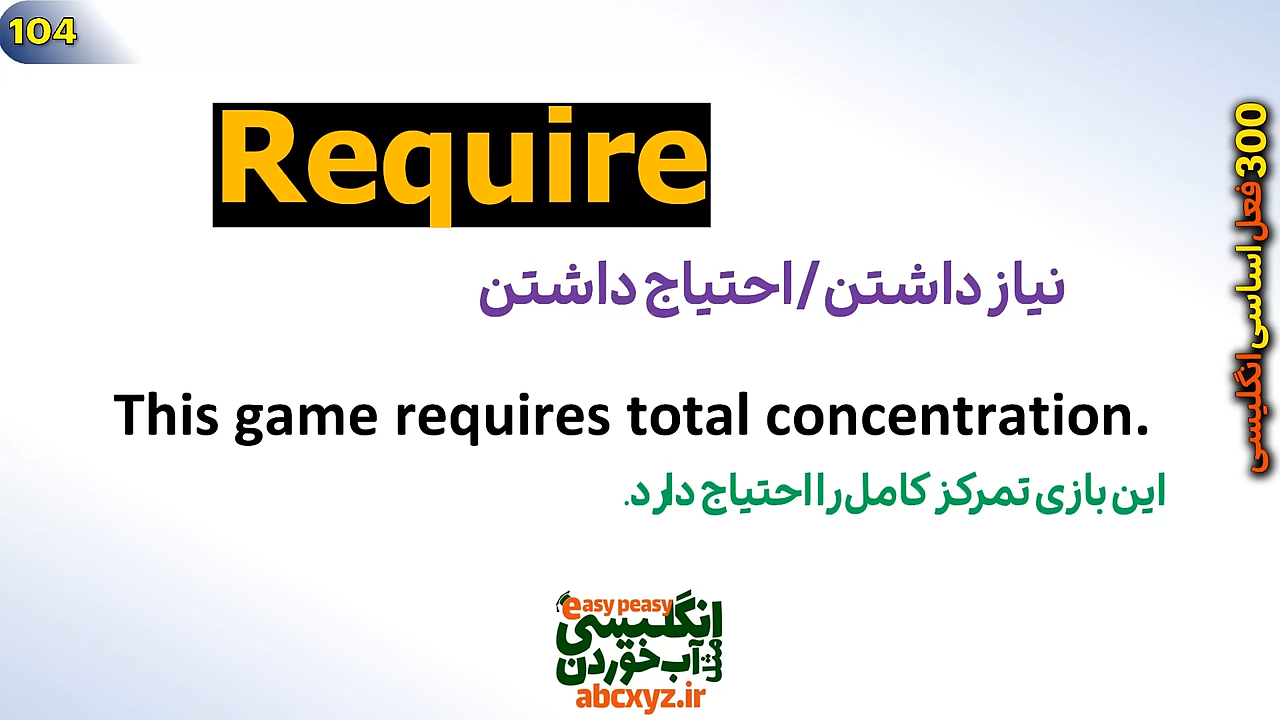 104
Require
نیاز داشتن/احتیاج داشتن
This game requires total concentration.
این بازی تمرکز کامل را احتیاج دارد.
300 فعل اساسی انگلیسی
easy peasy
انگلیسی
مثل آب خوردن
abcxyz.ir